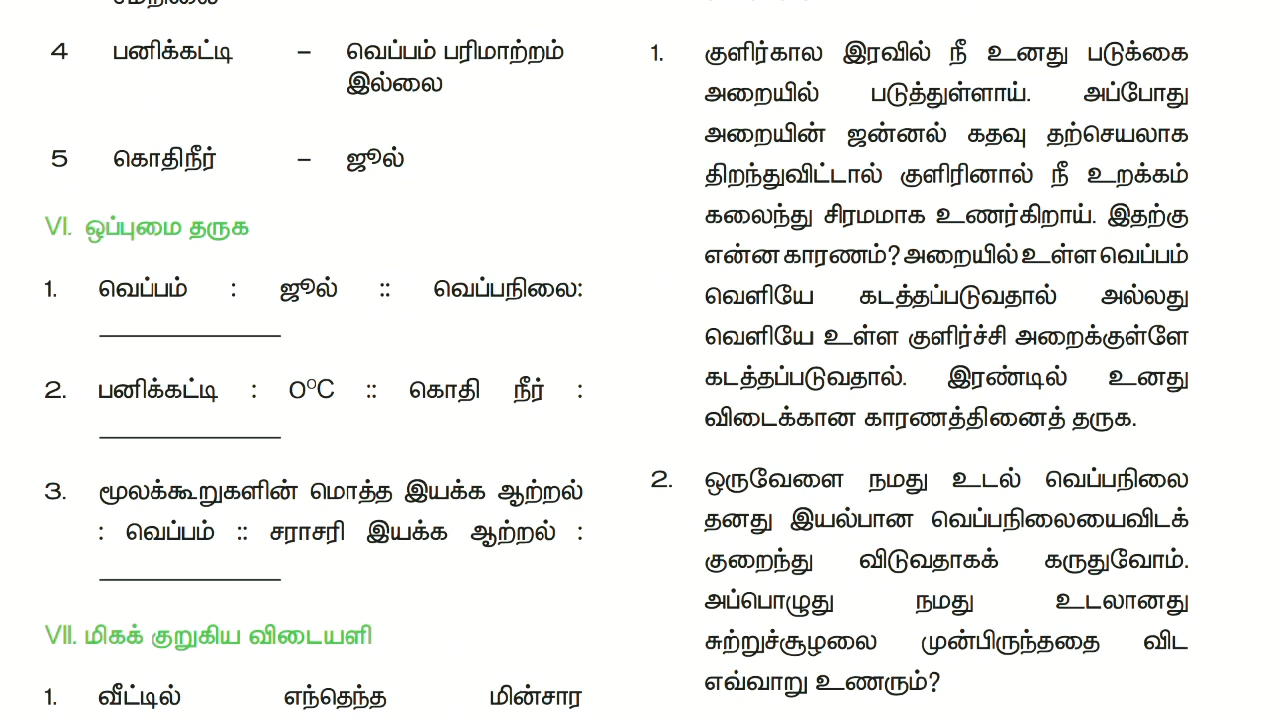 4 பனிக்கட்டி – வெப்பம் பரிமாற்றம்
இல்லை
5 கொதிநீர் – ஜூல்
VI. ஒப்புமை தருக
1. வெப்பம் : ஜூல் :: வெப்பநிலை:
____________
2. பனிக்கட்டி : 0°C :: கொதி நீர் :
____________
3. மூலக்கூறுகளின் மொத்த இயக்க ஆற்றல்
: வெப்பம் :: சராசரி இயக்க ஆற்றல் :
____________
VII. மிகக் குறுகிய விடையளி
1. வீட்டில் எந்தெந்த மின்சார
1. குளிர்கால இரவில் நீ உனது படுக்கை
அறையில் படுத்துள்ளாய். அப்போது
அறையின் ஜன்னல் கதவு தற்செயலாக
திறந்துவிட்டால் குளிரினால் நீ உறக்கம்
கலைந்து சிரமமாக உணர்கிறாய். இதற்கு
என்ன காரணம்? அறையில் உள்ள வெப்பம்
வெளியே கடத்தப்படுவதால் அல்லது
வெளியே உள்ள குளிர்ச்சி அறைக்குள்ளே
கடத்தப்படுவதால். இரண்டில் உனது
விடைக்கான காரணத்தினைத் தருக.
2. ஒருவேளை நமது உடல் வெப்பநிலை
தனது இயல்பான வெப்பநிலையைவிடக்
குறைந்து விடுவதாகக் கருதுவோம்.
அப்பொழுது நமது உடலானது
சுற்றுச்சூழலை முன்பிருந்ததை விட
எவ்வாறு உணரும்?